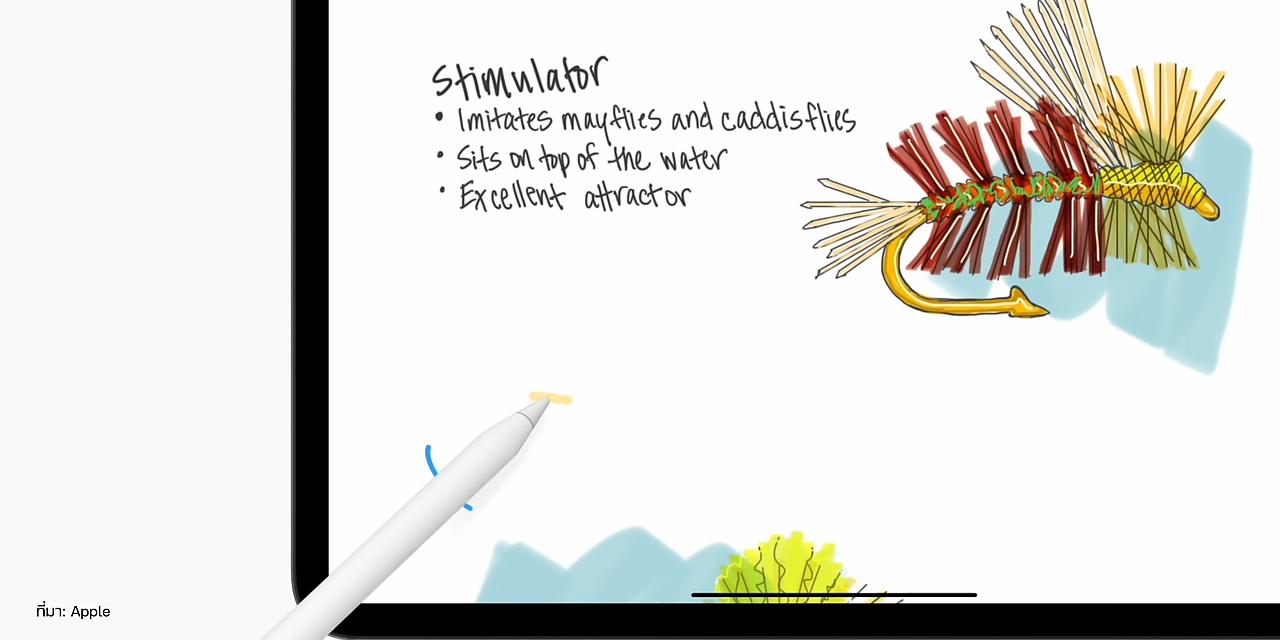 Stimulator
• Imitates mayflies and caddisflies
• Sits on top of the water
• Excellent attractor
ที่มา: Apple